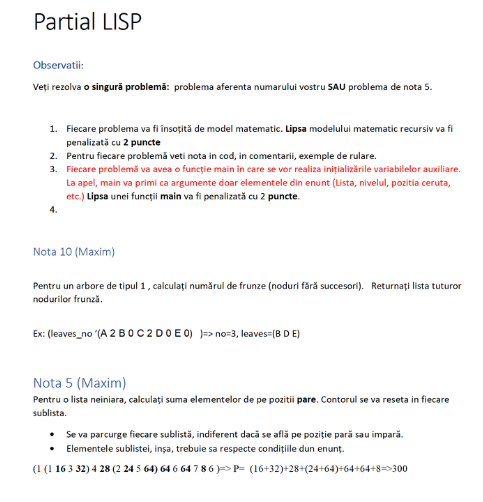 Partial LISP
Observatii:
Veți rezolva o singură problemă: problema aferenta numarului vostru SAU problema de nota 5.
1. Fiecare problema va fi însoțită de model matematic. Lipsa modelului matematic recursiv va fi
penalizată cu 2 puncte
2. Pentru fiecare problemă veti nota in cod, in comentarii, exemple de rulare.
3. Fiecare problemă va avea o funcție main în care se vor realiza inițializările variabilelor auxiliare.
La apel, main va primi ca argumente doar elementele din enunt (Lista, nivelul, pozitia ceruta,
etc.) Lipsa unei funcții main va fi penalizată cu 2 puncte.
4.
Nota 10 (Maxim)
Pentru un arbore de tipul 1 , calculați numărul de frunze (noduri fără succesori). Returnați lista tuturor
nodurilor frunză.
Ex: (leaves_no '(A 2 B 0 C 2 D 0 E 0) )=> no=3, leaves=(B D E)
Nota 5 (Maxim)
Pentru o lista neiniara, calculați suma elementelor de pe pozitii pare. Contorul se va reseta in fiecare
sublista.
• Se va parcurge fiecare sublistă, indiferent dacă se află pe poziție pară sau impară.
• Elementele sublistei, insa, trebuie sa respecte condițiile dun enunț.
(1 (1 16 3 32) 4 28 (2 24 5 64) 64 6 64 7 8 6 )=> P= (16+32)+28+(24+64)+64+64+8=>300